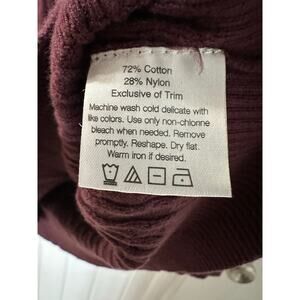 72% Cotton
28% Nylon
Exclusive of Trim
Machine wash cold delicate with
like colors. Use only non-chlorine
bleach when needed. Remove
promptly. Reshape. Dry flat.
Warm iron if desired.